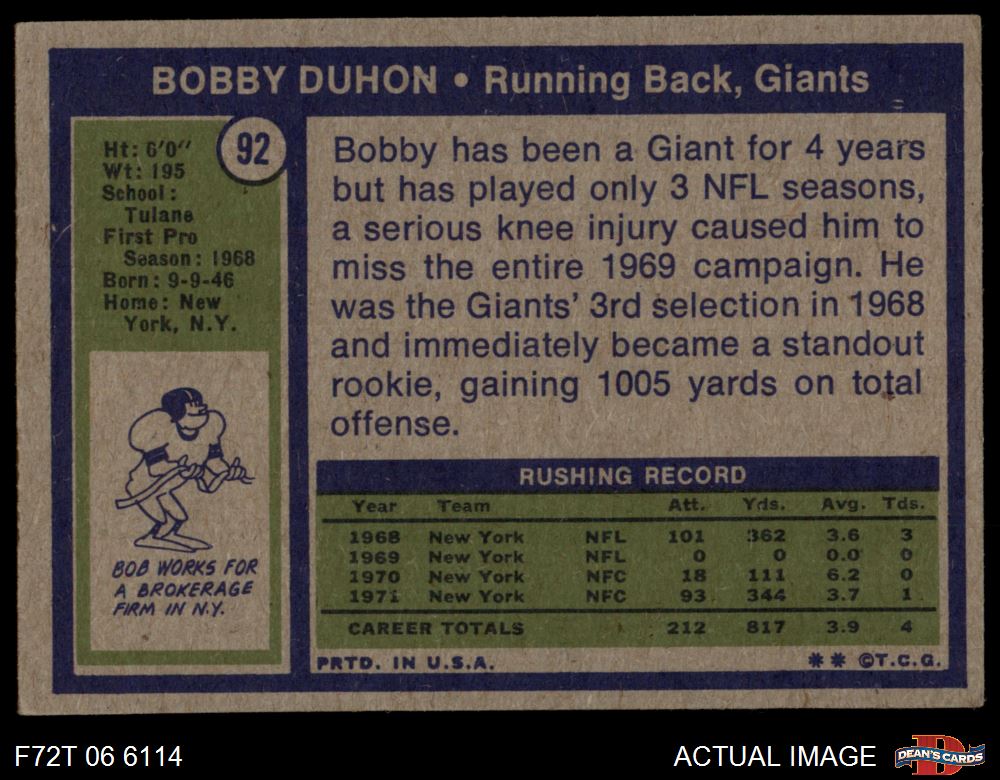 BOBBY DUHON • Running Back, Giants
92
Ht: 6'0"
Wt: 195
School:
Tulane
First Pro
Season: 1968
Born: 9-9-46
Home: New
York, N.Y.
BOB WORKS FOR
A BROKERAGE
FIRM IN N.Y.
Bobby has been a Giant for 4 years
but has played only 3 NFL seasons,
a serious knee injury caused him to
miss the entire 1969 campaign. He
was the Giants' 3rd selection in 1968
and immediately became a standout
rookie, gaining 1005 yards on total
offense.
RUSHING RECORD
Year Team Att. Yds. Avg. Tds.
1968 New York NFL 101 362 3.6 3
1969 New York NFL 0 0 0.0 0
1970 New York NFC 18 111 6.2 0
1971 New York NFC 93 344 3.7 1
CAREER TOTALS 212 817 3.9 4
PRTD. IN U.S.A. ** ©T.C.G.
F72T 06 6114
ACTUAL IMAGE
DEAN'S CARDS